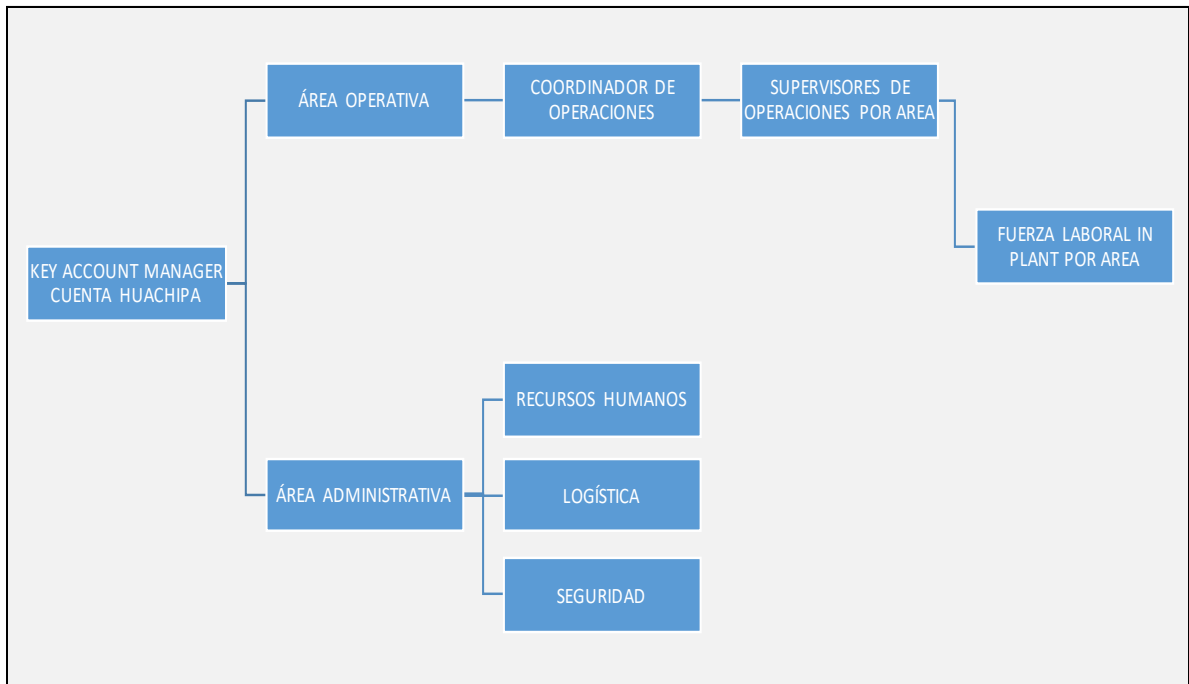 ÁREA OPERATIVA
COORDINADOR DE
OPERACIONES
SUPERVISORES DE
OPERACIONES POR AREA
FUERZA LABORAL IN
PLANT POR AREA
KEY ACCOUNT MANAGER
CUENTA HUACHIPA
RECURSOS HUMANOS
ÁREA ADMINISTRATIVA
LOGÍSTICA
SEGURIDAD